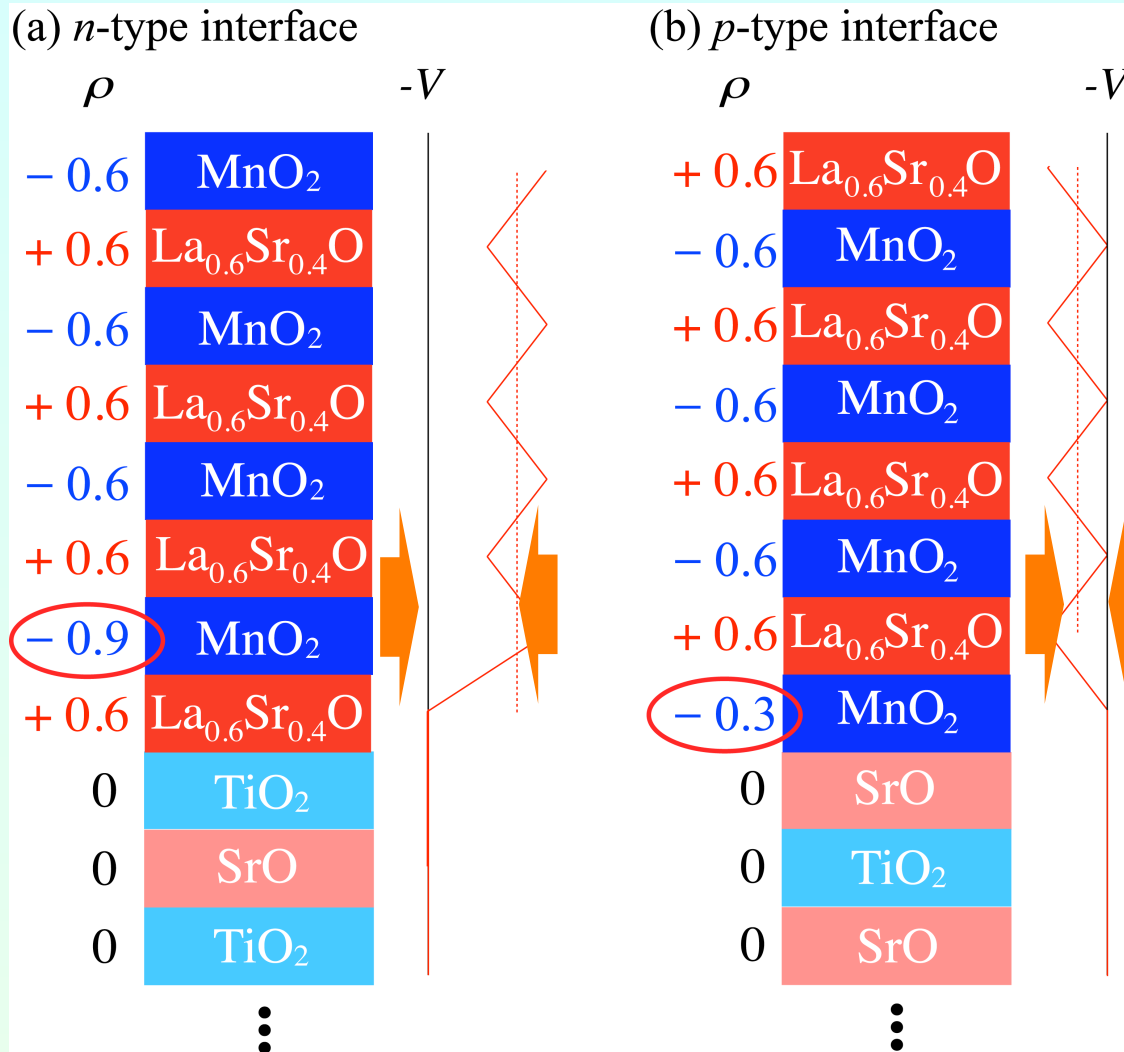 (a) n-type interface
ρ -V
− 0.6 MnO₂
+ 0.6 La₀.₆Sr₀.₄O
− 0.6 MnO₂
+ 0.6 La₀.₆Sr₀.₄O
− 0.6 MnO₂
+ 0.6 La₀.₆Sr₀.₄O
− 0.9 MnO₂
+ 0.6 La₀.₆Sr₀.₄O
0 TiO₂
0 SrO
0 TiO₂
(b) p-type interface
ρ -V
+ 0.6 La₀.₆Sr₀.₄O
− 0.6 MnO₂
+ 0.6 La₀.₆Sr₀.₄O
− 0.6 MnO₂
+ 0.6 La₀.₆Sr₀.₄O
− 0.6 MnO₂
+ 0.6 La₀.₆Sr₀.₄O
− 0.3 MnO₂
0 SrO
0 TiO₂
0 SrO